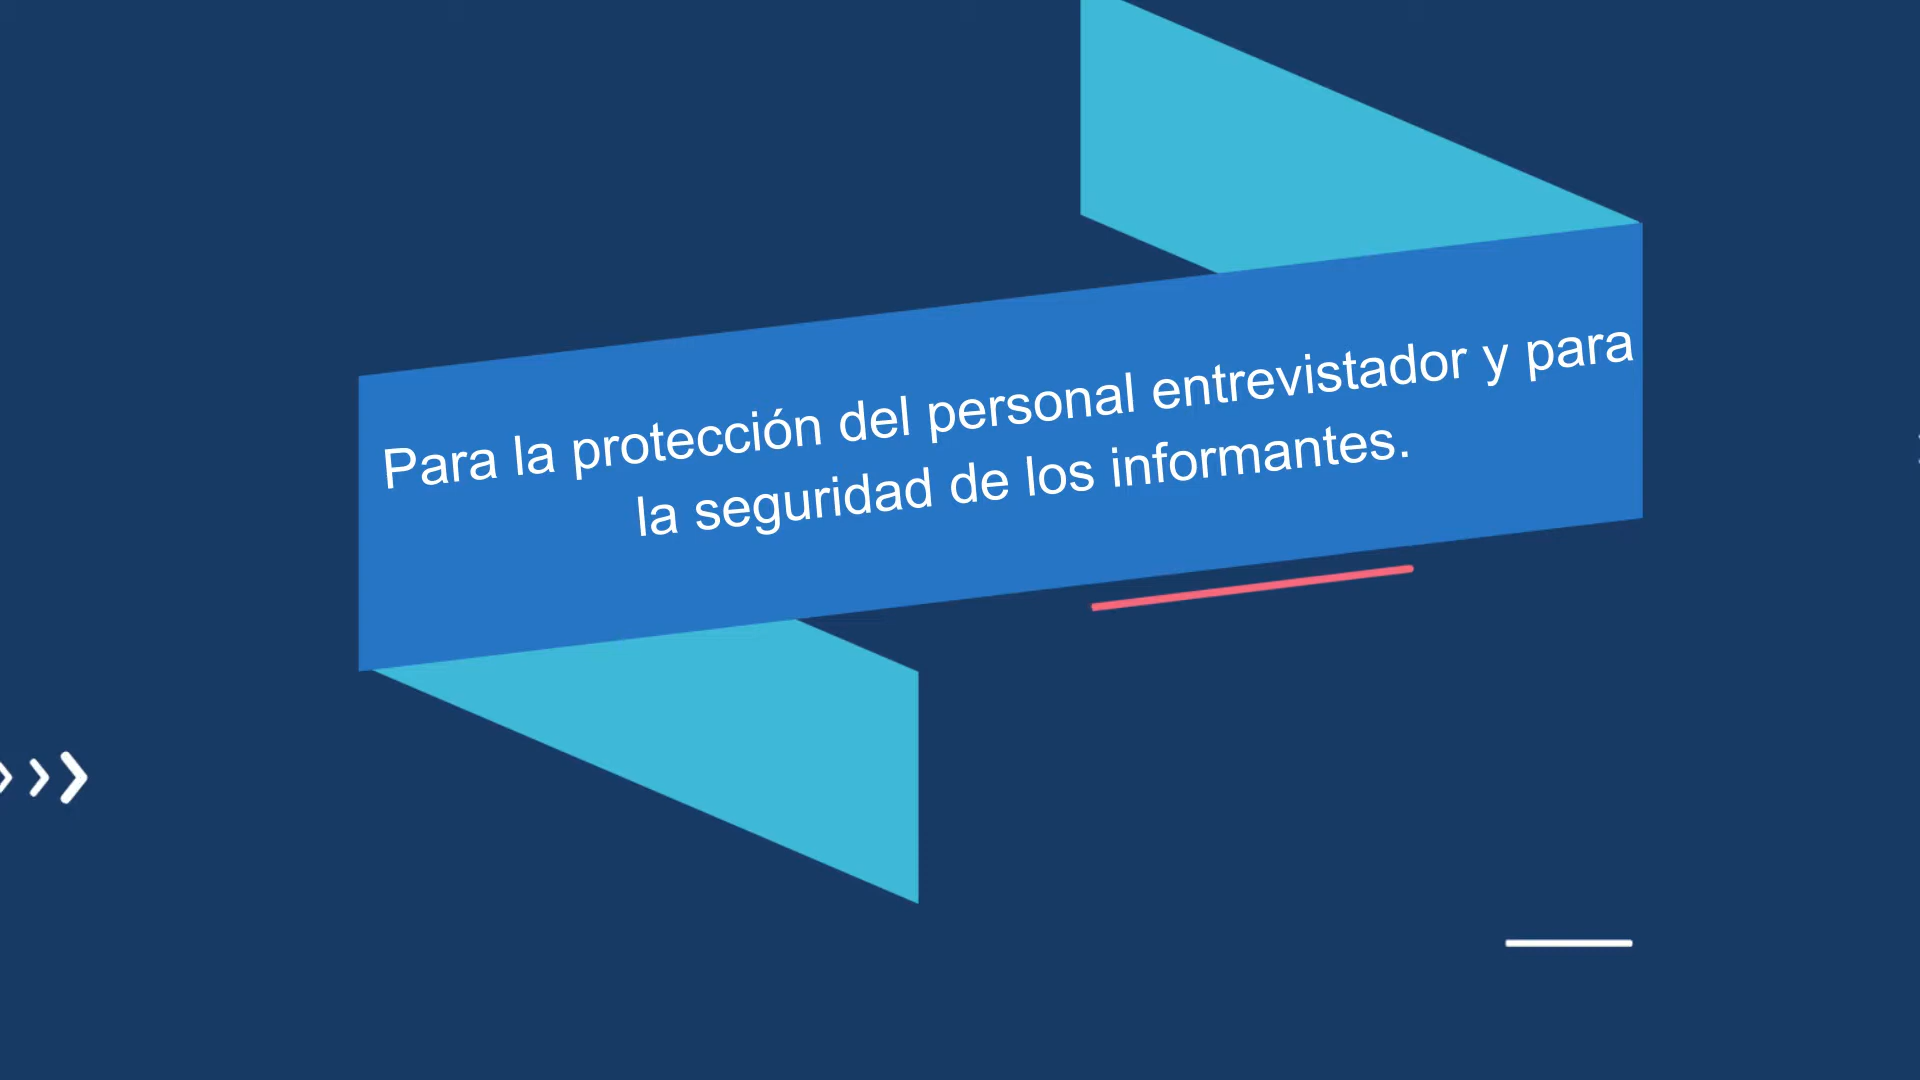 Para la protección del personal entrevistador y para
la seguridad de los informantes.